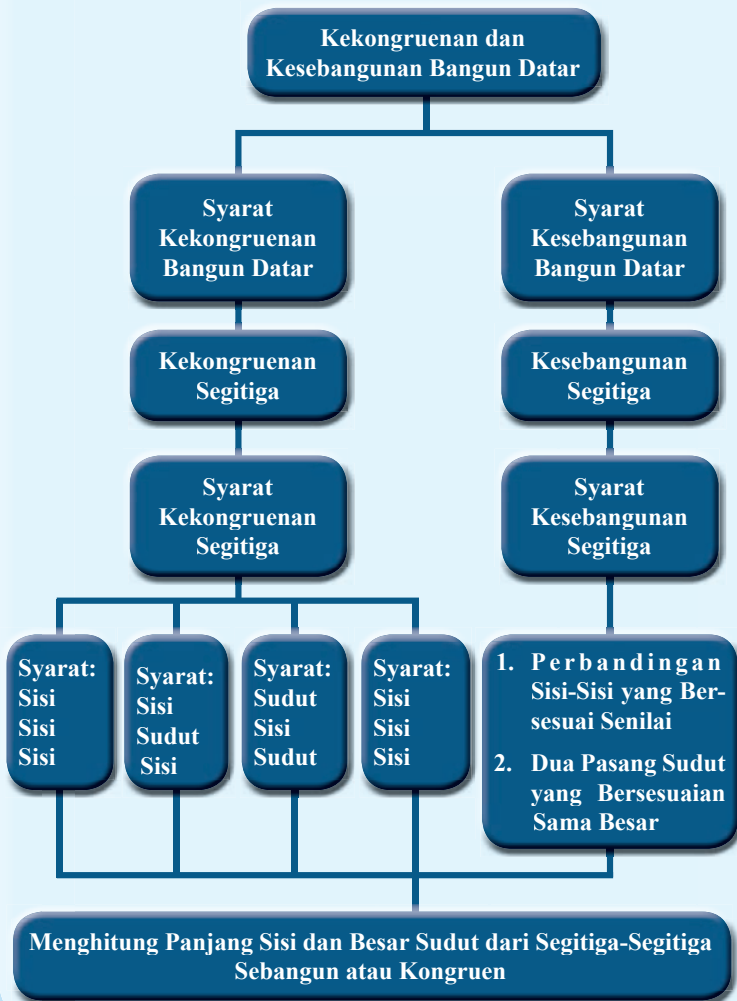 Kekongruenan dan
Kesebangunan Bangun Datar
Syarat
Kekongruenan
Bangun Datar
Syarat
Kesebangunan
Bangun Datar
Kekongruenan
Segitiga
Kesebangunan
Segitiga
Syarat
Kekongruenan
Segitiga
Syarat
Kesebangunan
Segitiga
Syarat:
Sisi
Sisi
Sisi
Syarat:
Sisi
Sudut
Sisi
Syarat:
Sudut
Sisi
Sudut
Syarat:
Sisi
Sisi
Sisi
1. Perbandingan
Sisi-Sisi yang Ber-
sesuai Senilai
2. Dua Pasang Sudut
yang Bersesuaian
Sama Besar
Menghitung Panjang Sisi dan Besar Sudut dari Segitiga-Segitiga
Sebangun atau Kongruen